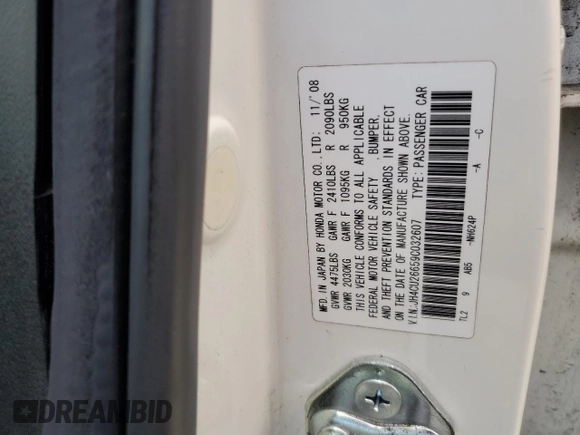 MFD. IN JAPAN BY HONDA MOTOR CO., LTD: 11/'08
GVWR 4475LBS GAWR F 2410LBS R 2090LBS
GVWR 2030KG GAWR F 1095KG R 950KG
THIS VEHICLE CONFORMS TO ALL APPLICABLE
FEDERAL MOTOR VEHICLE SAFETY , BUMPER,
AND THEFT PREVENTION STANDARDS IN EFFECT
ON THE DATE OF MANUFACTURE SHOWN ABOVE.
V.I.N.:JH4CU26659C032607 TYPE: PASSENGER CAR
TL2 9 AB5 -NH624P -A -C
DREAMBID